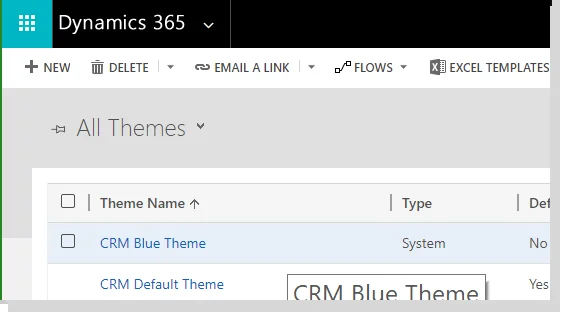 Dynamics 365
NEW DELETE EMAIL A LINK FLOWS EXCEL TEMPLATES
All Themes
Theme Name Type Def
CRM Blue Theme System No
CRM Default Theme Yes
CRM Blue Theme